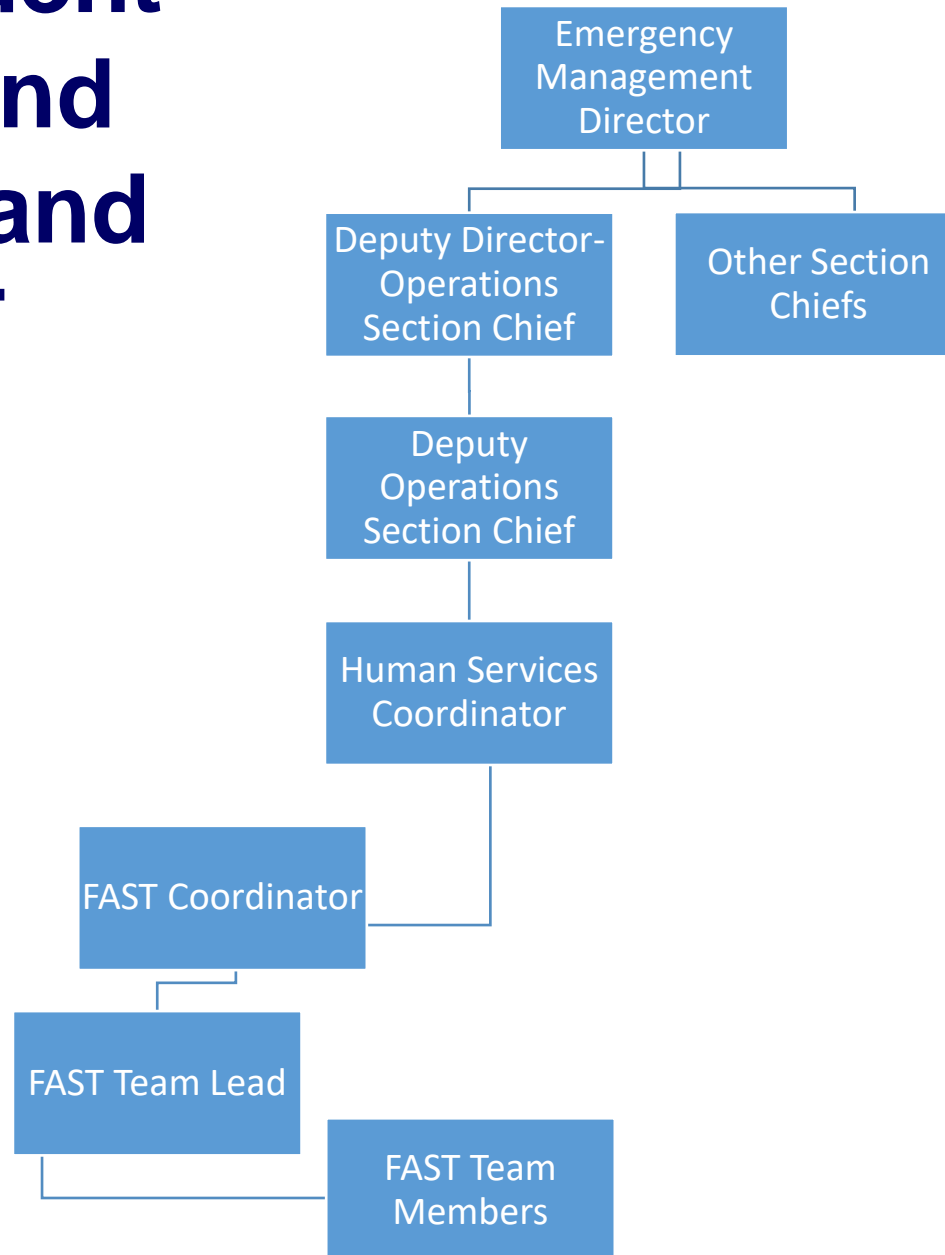 and
Emergency
Management
Director
Deputy Director-
Operations
Section Chief
Other Section
Chiefs
Deputy
Operations
Section Chief
Human Services
Coordinator
FAST Coordinator
FAST Team Lead
FAST Team
Members